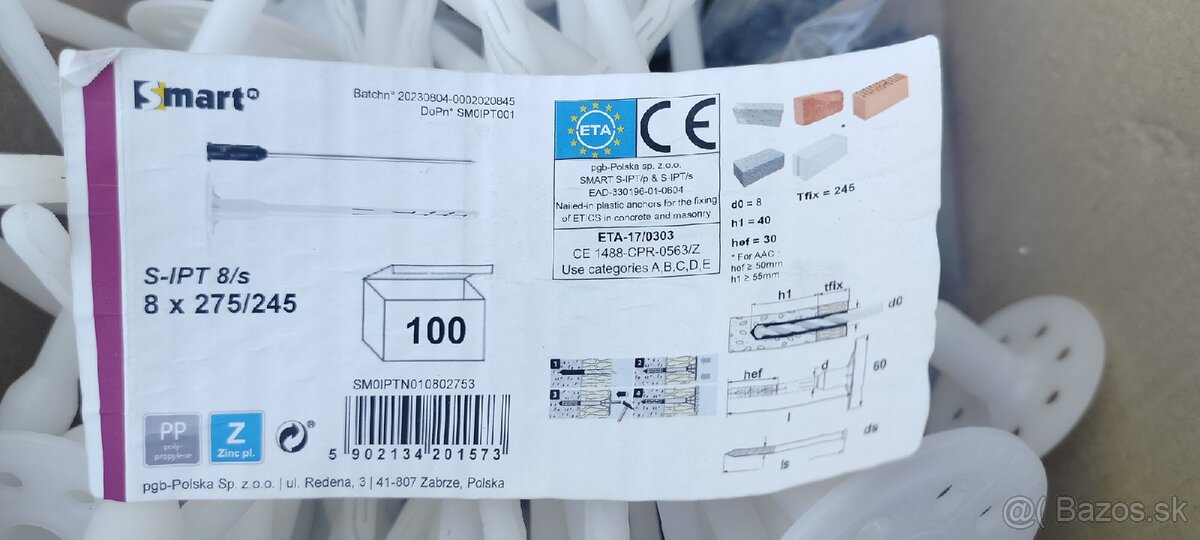 Smart®
Batchn° 20230804-0002020845
DoPn° SM0IPT001
S-IPT 8/s
8 x 275/245
100
SM0IPTN010802753
5 902134 201573
PP
poly-
propylene
Z
Zinc pl.
®
pgb-Polska Sp. z.o.o. | ul. Redena, 3 | 41-807 Zabrze, Polska
ETA
CE
pgb-Polska sp. z.o.o.
SMART S-IPT/p & S-IPT/s
EAD-330196-01-0604
Nailed-in plastic anchors for the fixing
of ETICS in concrete and masonry
ETA-17/0303
CE 1488-CPR-0563/Z
Use categories A,B,C,D,E
1
2
3
4
*
Tfix = 245
d0 = 8
h1 = 40
hef = 30
* For AAC :
hef ≥ 50mm
h1 ≥ 55mm
h1
tfix
d0
hef
d
60
l
ds
ls
@( Bazos.sk